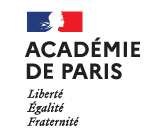 ACADÉMIE
DE PARIS
Liberté
Égalité
Fraternité